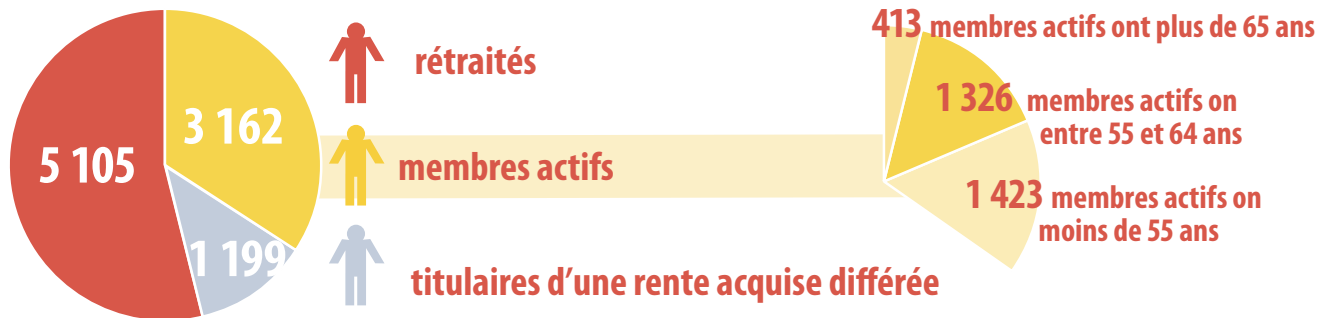 5 105
3 162
1 199
rétraités
membres actifs
titulaires d’une rente acquise différée
413 membres actifs ont plus de 65 ans
1 326 membres actifs on
entre 55 et 64 ans
1 423 membres actifs on
moins de 55 ans